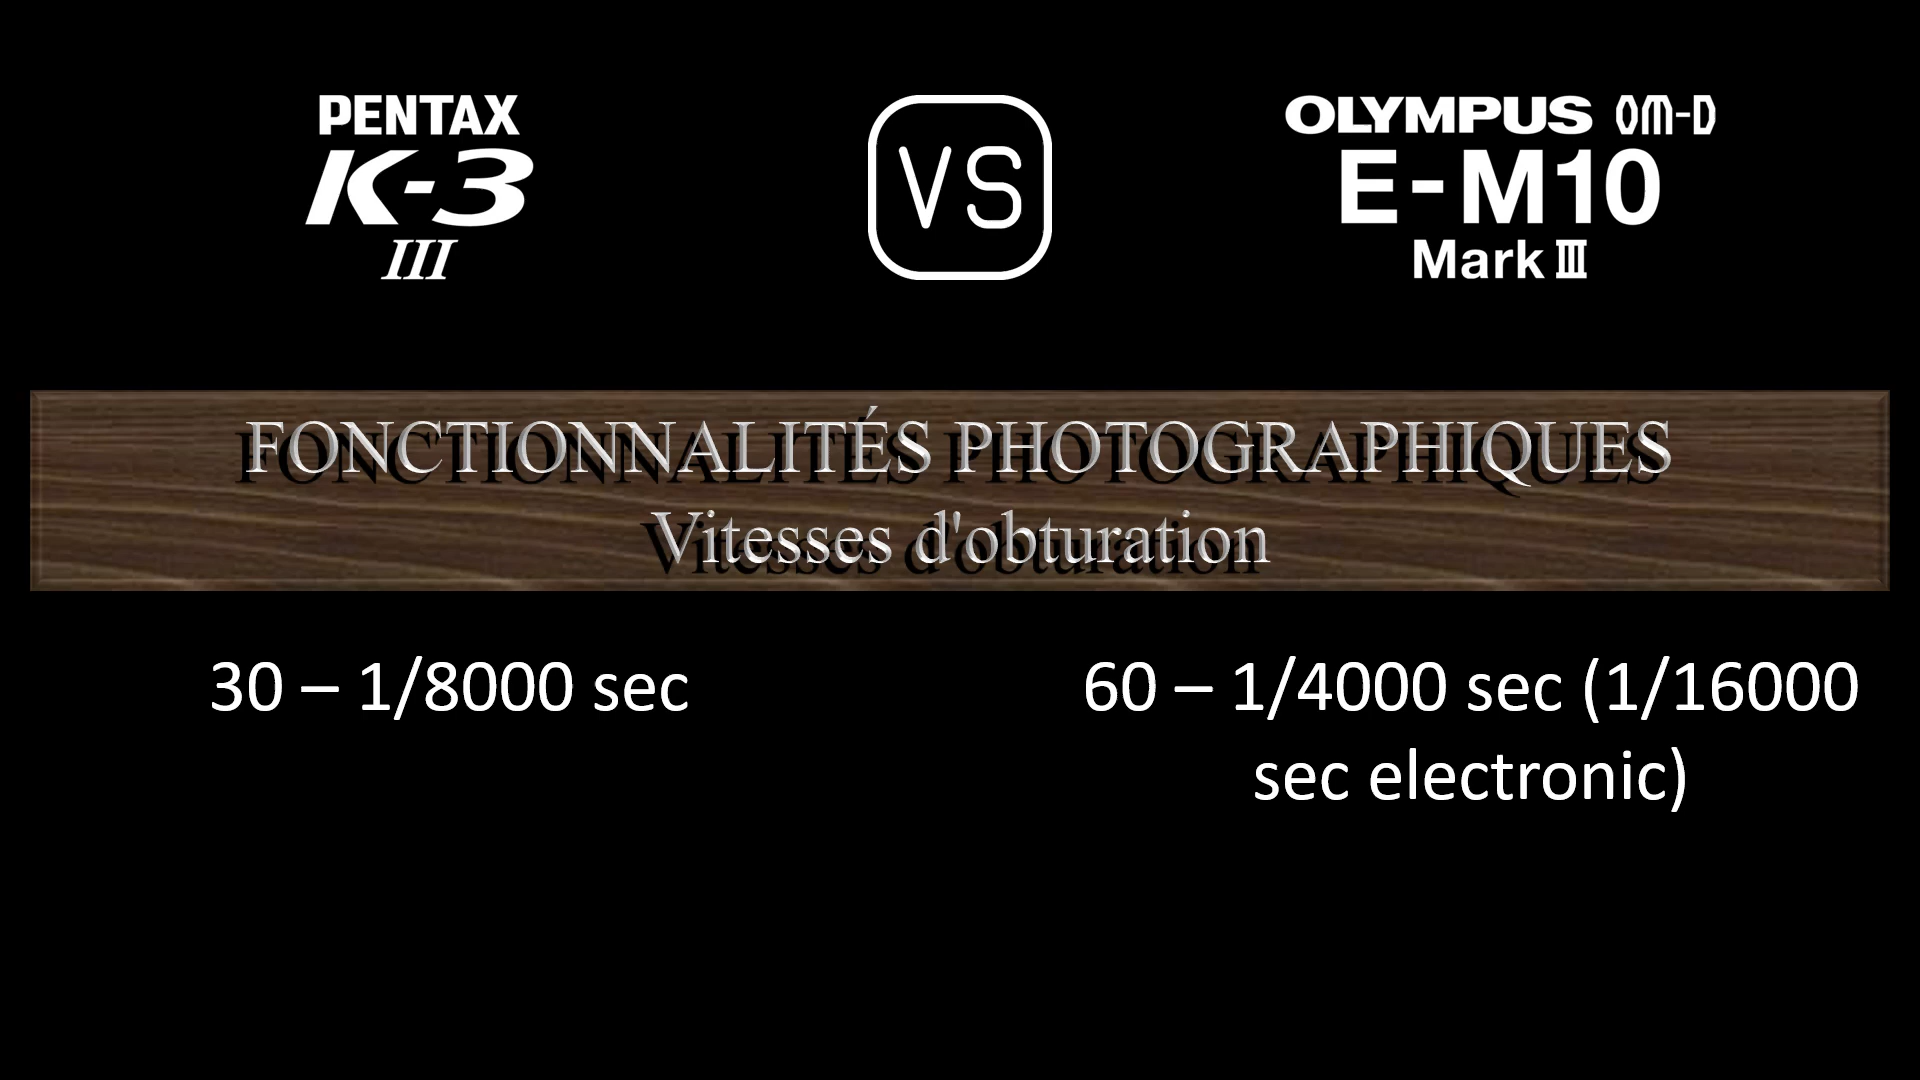 PENTAX
K-3
III
VS
OLYMPUS OM-D
E-M10
Mark III
FONCTIONNALITÉS PHOTOGRAPHIQUES
Vitesses d'obturation
30 – 1/8000 sec
60 – 1/4000 sec (1/16000
sec electronic)